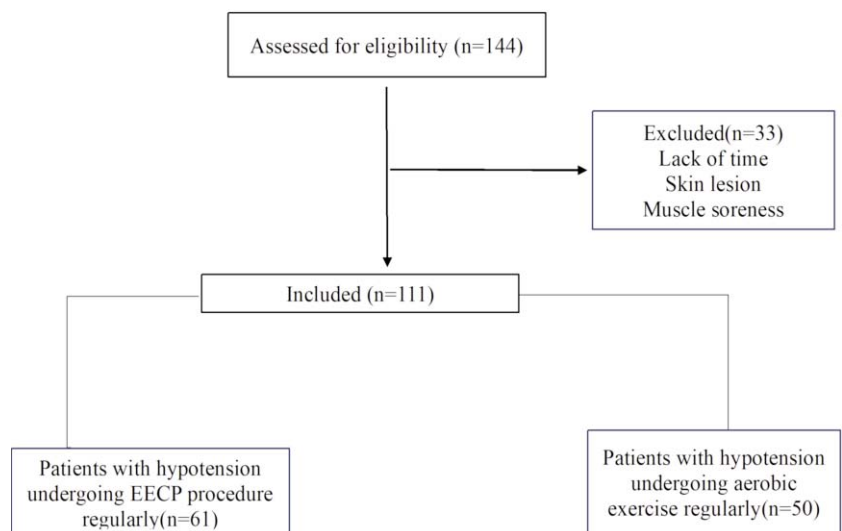 Assessed for eligibility (n=144)
Excluded(n=33)
Lack of time
Skin lesion
Muscle soreness
Included (n=111)
Patients with hypotension
undergoing EECP procedure
regularly(n=61)
Patients with hypotension
undergoing aerobic
exercise regularly(n=50)